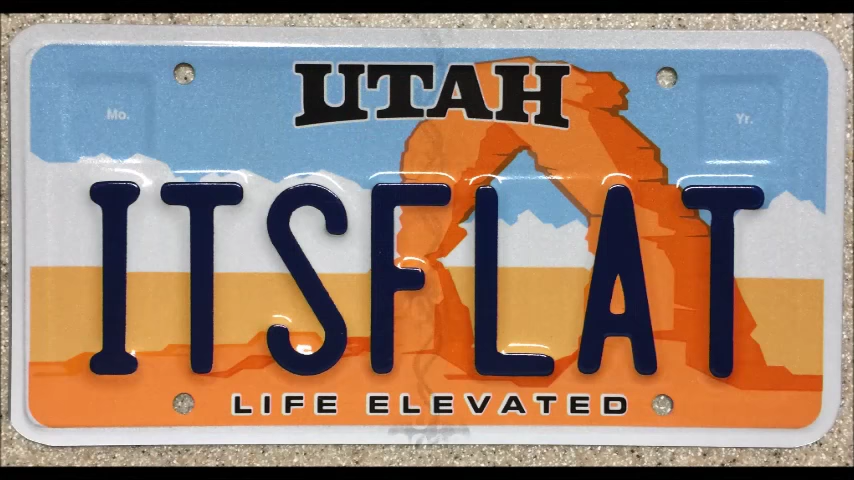 UTAH
Mo. Yr.
ITSFLAT
LIFE ELEVATED